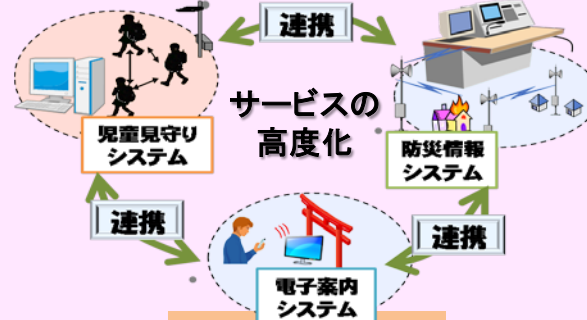 連携
サービスの
高度化
児童見守り
システム
防災情報
システム
連携
連携
電子案内
システム